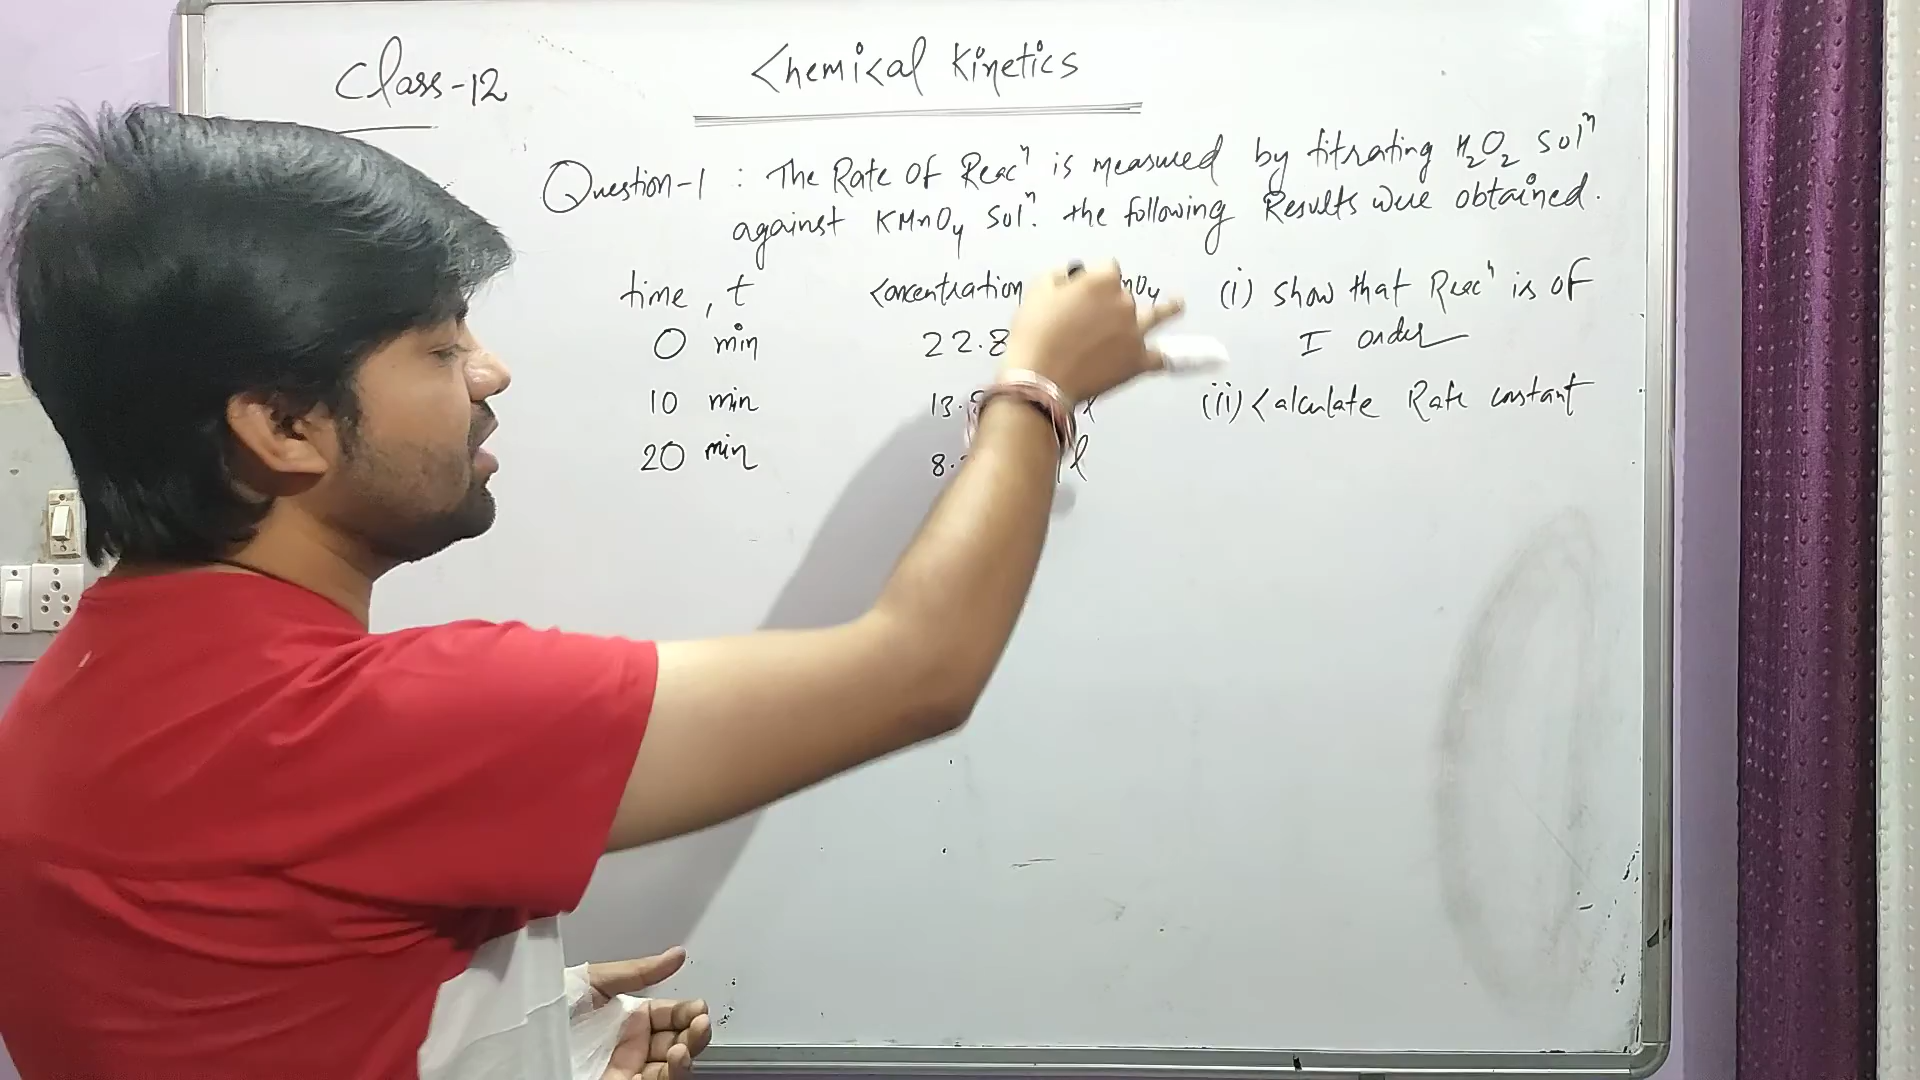 Class-12
Chemical Kinetics
Question-1 : The Rate of Reacⁿ is measured by titrating H₂O₂ Solⁿ
against KMnO₄ Solⁿ. the following Results were obtained.
time, t concentration (i) show that Reacⁿ is of
I order
0 min 22.8
10 min 13. (ii) Calculate Rate constant
20 min 8.